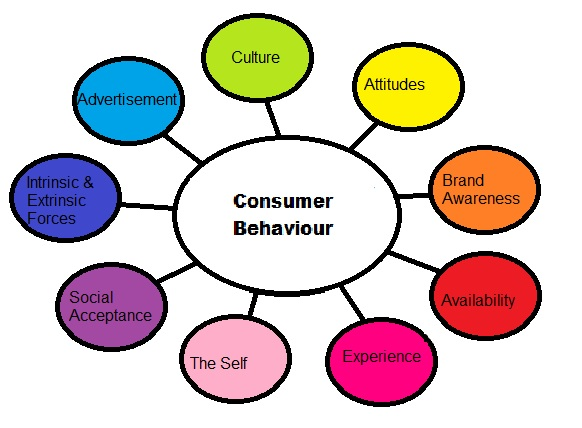 Culture
Attitudes
Advertisement
Brand
Awareness
Intrinsic &
Extrinsic
Forces
Consumer
Behaviour
Availability
Social
Acceptance
Experience
The Self